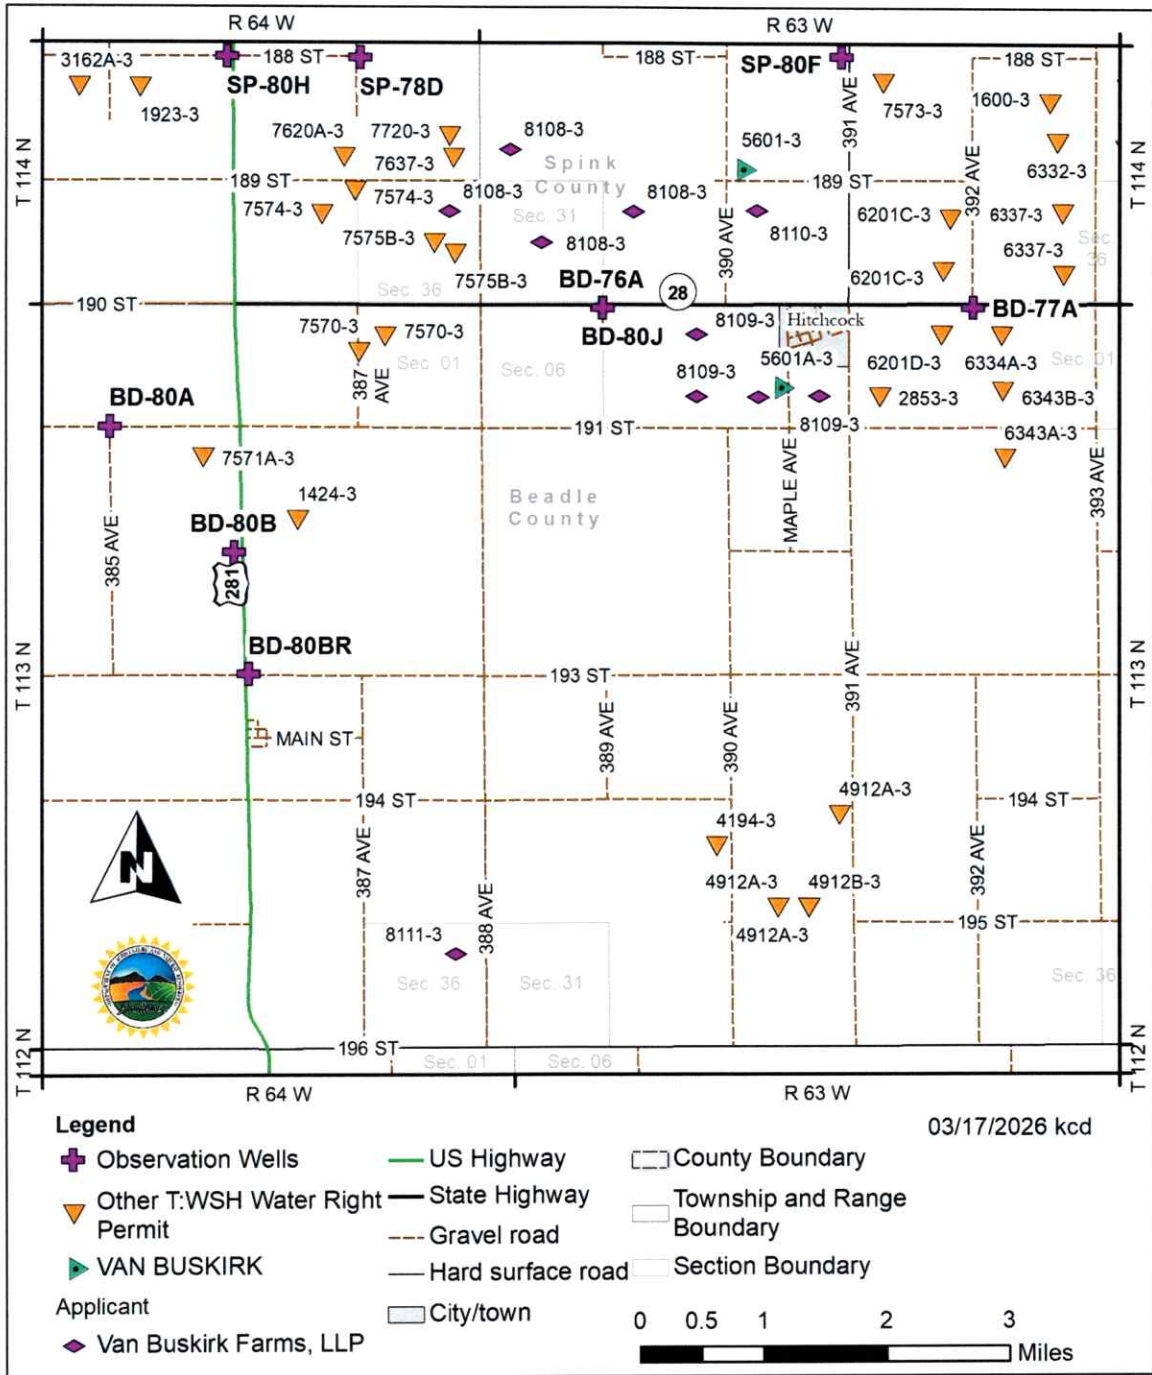 R 64 W
R 63 W
3162A-3
188 ST
188 ST
SP-80F
188 ST
SP-80H
SP-78D
1923-3
391 AVE
7573-3
1600-3
7620A-3
7720-3
8108-3
5601-3
7637-3
Spink
County
392 AVE
6332-3
T 114 N
T 114 N
189 ST
189 ST
7574-3
7574-3
8108-3
Sec. 31
8108-3
8110-3
6201C-3
6337-3
Sec.
36
7575B-3
8108-3
390 AVE
6337-3
7575B-3
Sec. 36
BD-76A
28
6201C-3
190 ST
BD-77A
7570-3
7570-3
BD-80J
8109-3
Hitchcock
Sec. 01
Sec. 06
5601A-3
6201D-3
6334A-3
Sec. 01
387 AVE
8109-3
2853-3
6343B-3
BD-80A
8109-3
191 ST
6343A-3
7571A-3
1424-3
Beadle
County
MAPLE AVE
393 AVE
BD-80B
385 AVE
281
BD-80BR
T 113 N
T 113 N
391 AVE
193 ST
MAIN ST
389 AVE
390 AVE
194 ST
4912A-3
194 ST
4194-3
N
387 AVE
392 AVE
4912A-3
4912B-3
388 AVE
4912A-3
195 ST
8111-3
Sec. 36
Sec. 31
Sec. 36
T 112 N
T 112 N
196 ST
Sec. 01
Sec. 06
R 64 W
R 63 W
Legend
03/17/2026 kcd
Observation Wells
Other T:WSH Water Right
Permit
VAN BUSKIRK
Applicant
Van Buskirk Farms, LLP
US Highway
State Highway
Gravel road
Hard surface road
City/town
County Boundary
Township and Range
Boundary
Section Boundary
0 0.5 1 2 3
Miles